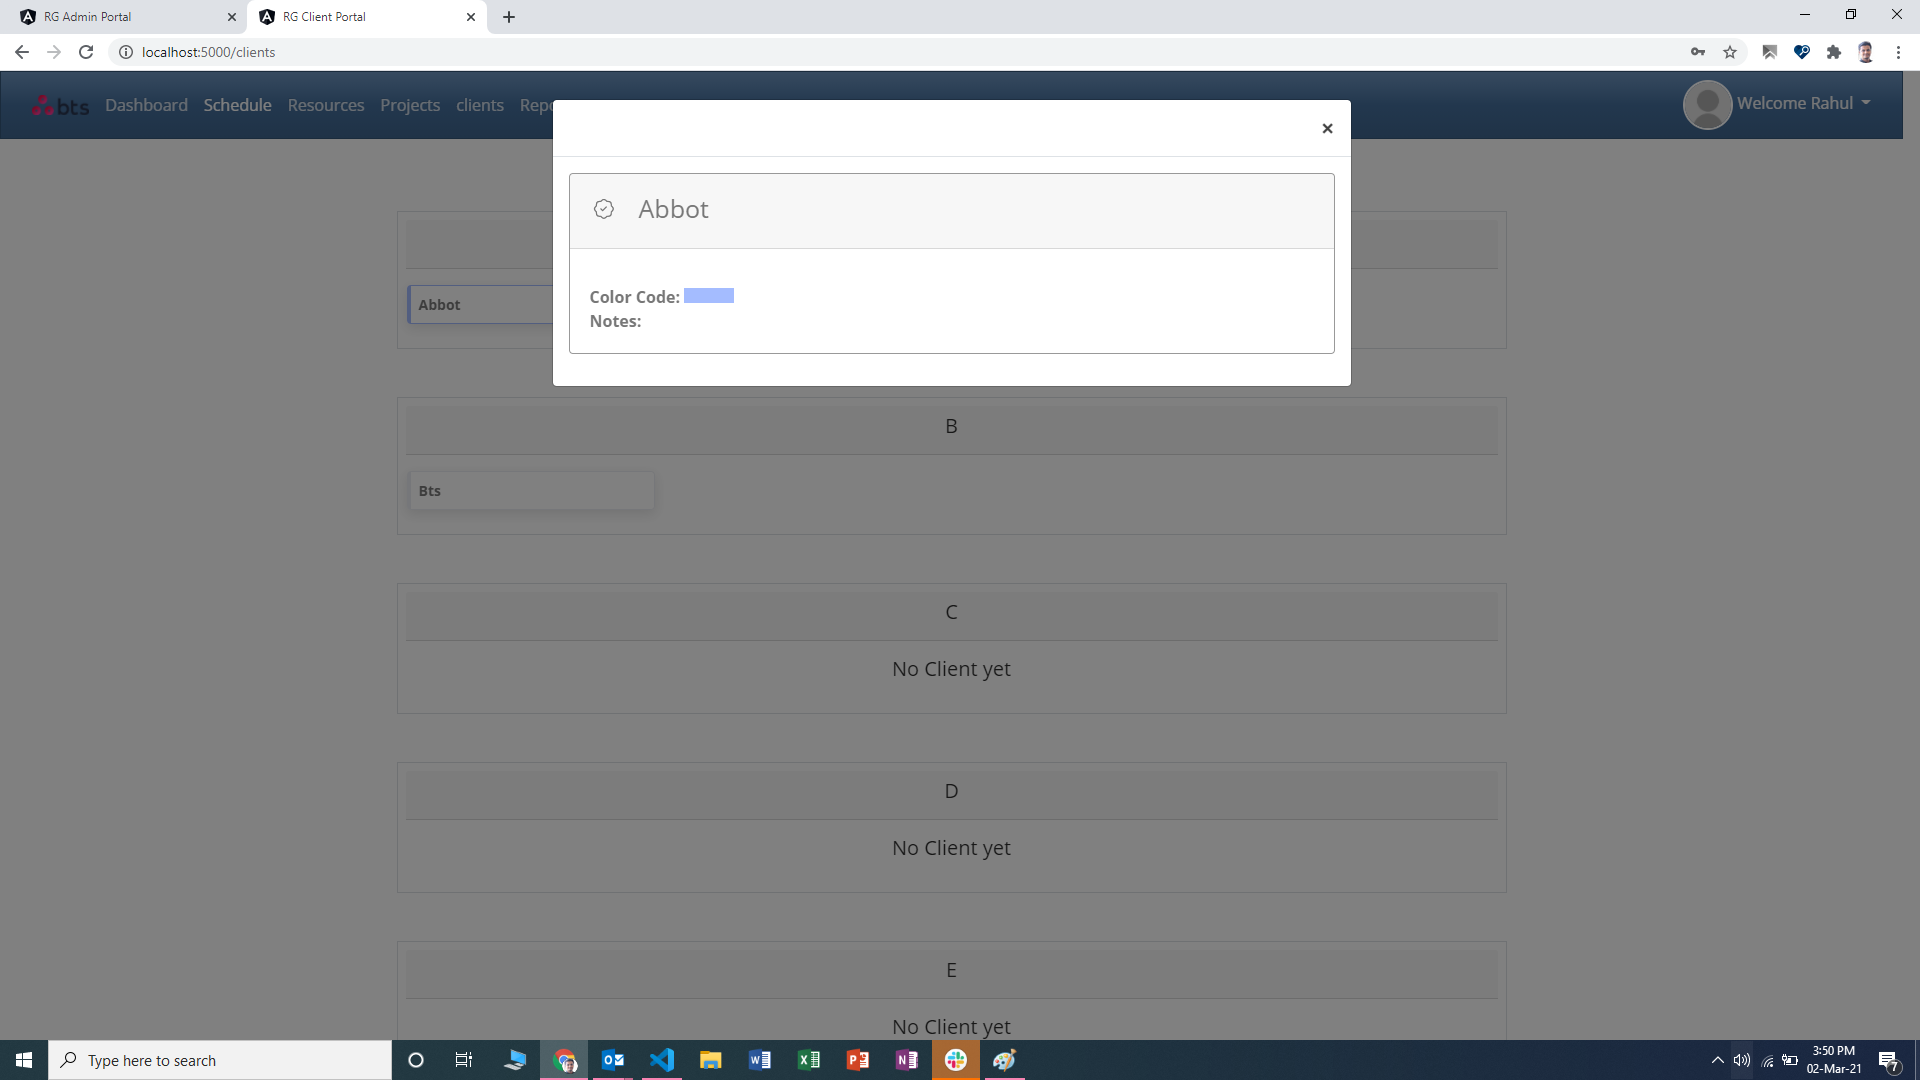 RG Admin Portal
RG Client Portal
localhost:5000/clients
bts Dashboard Schedule Resources Projects clients
Welcome Rahul
×
Abbot
Color Code:
Notes:
Abbot
B
Bts
C
No Client yet
D
No Client yet
E
No Client yet
Type here to search
3:50 PM
02-Mar-21
7